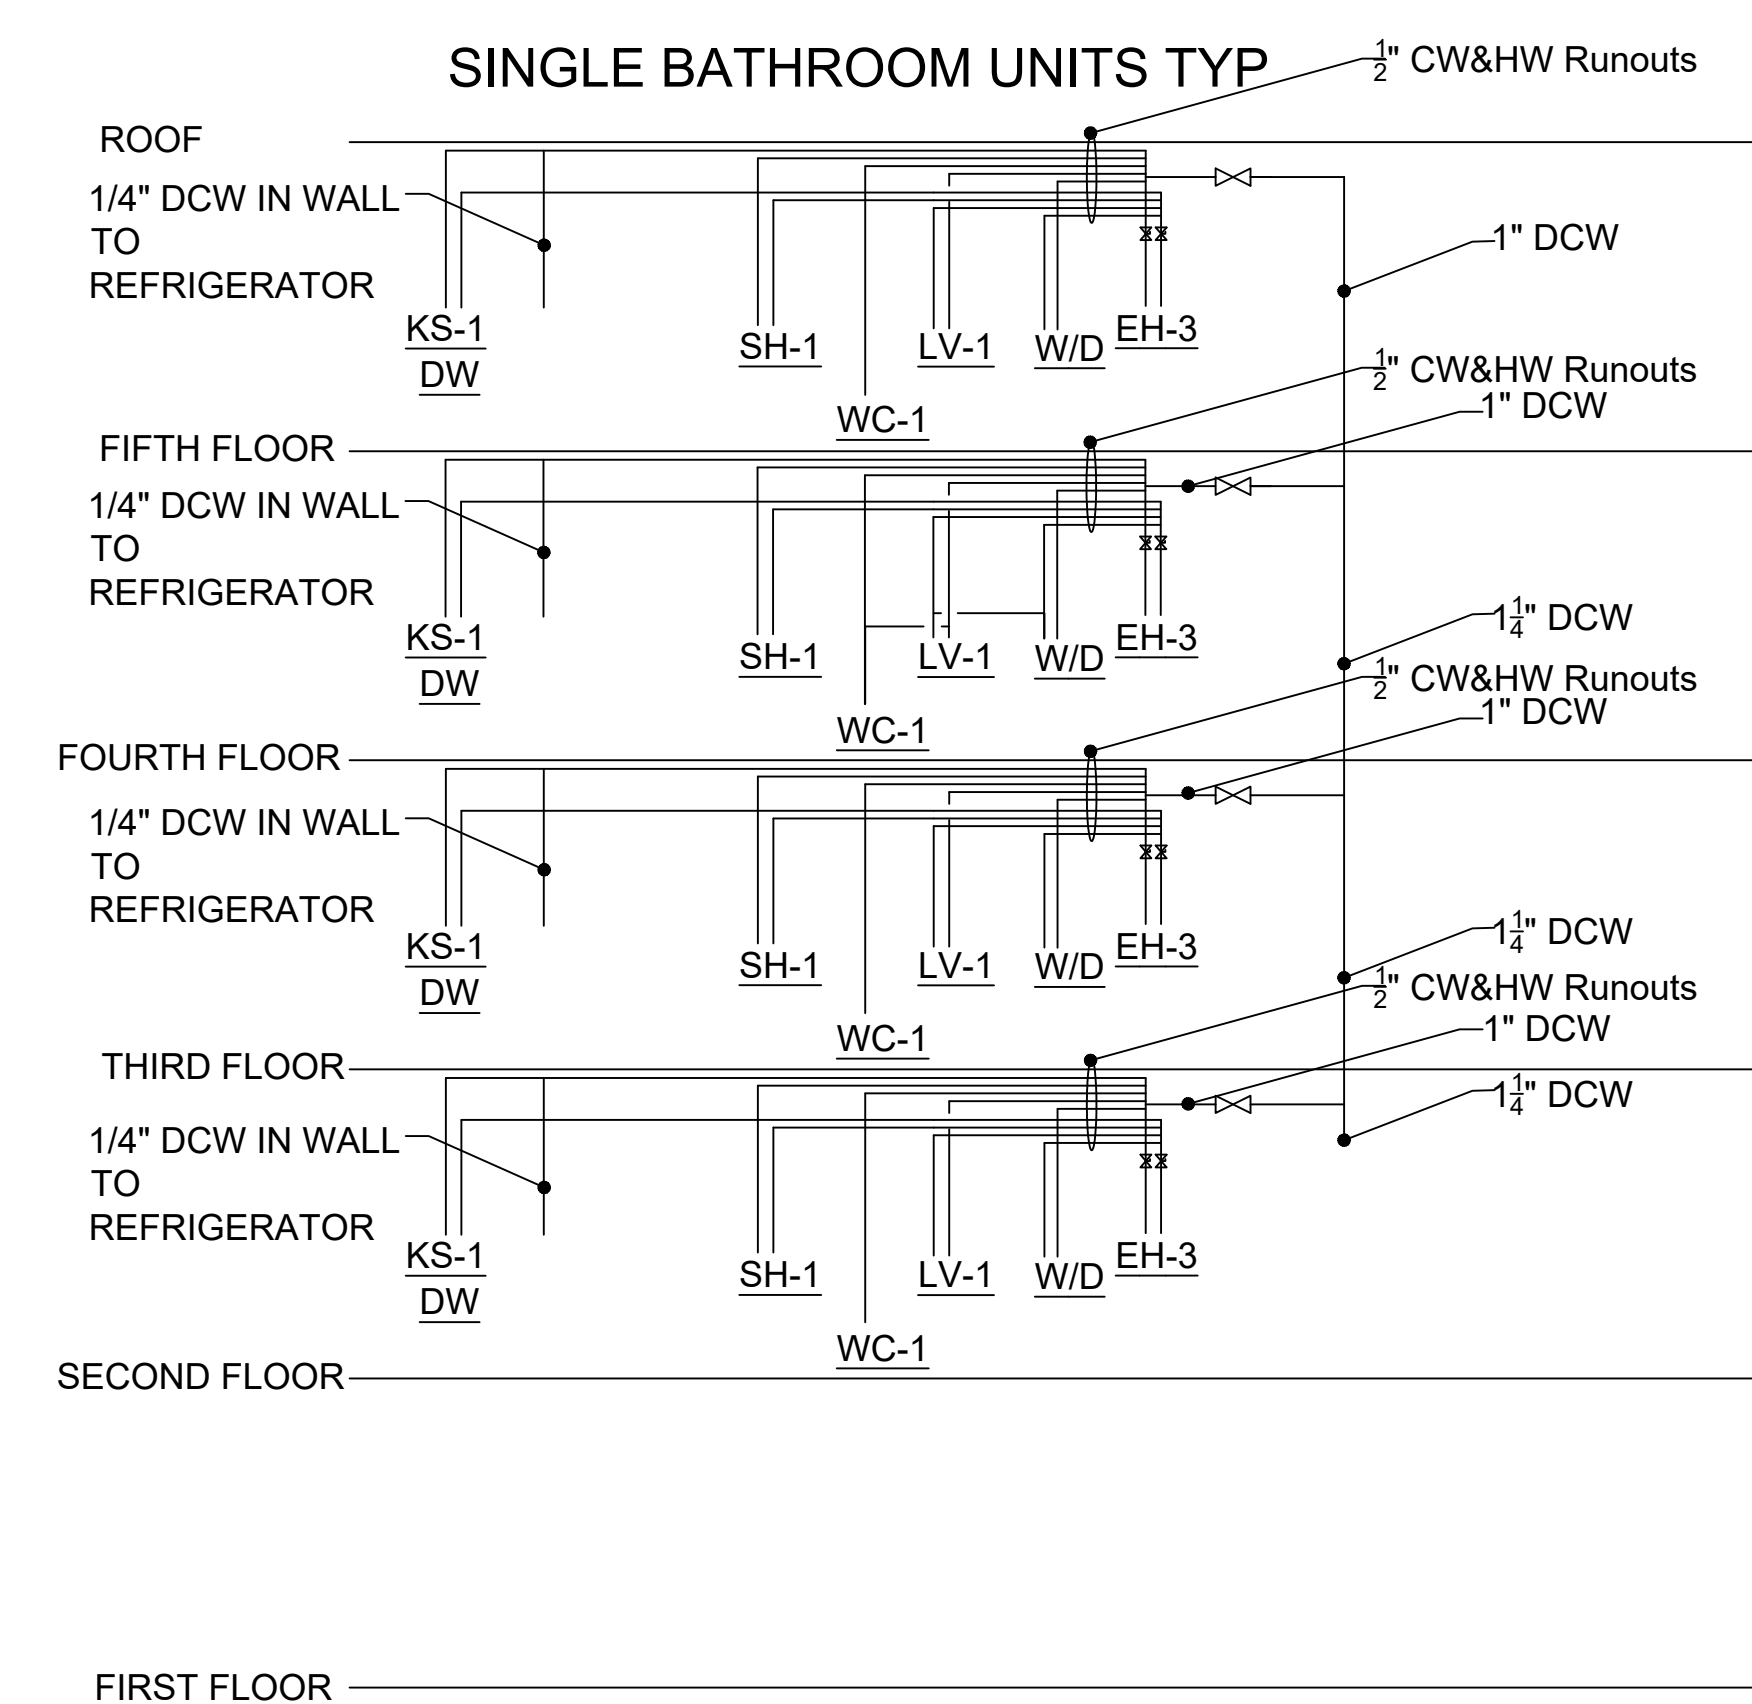 SINGLE BATHROOM UNITS TYP
1/2" CW&HW Runouts
ROOF
1/4" DCW IN WALL
TO
REFRIGERATOR
1" DCW
KS-1
DW
SH-1
WC-1
LV-1
W/D
EH-3
1/2" CW&HW Runouts
1" DCW
FIFTH FLOOR
1/4" DCW IN WALL
TO
REFRIGERATOR
1 1/4" DCW
KS-1
DW
SH-1
WC-1
LV-1
W/D
EH-3
1/2" CW&HW Runouts
1" DCW
FOURTH FLOOR
1/4" DCW IN WALL
TO
REFRIGERATOR
1 1/4" DCW
KS-1
DW
SH-1
WC-1
LV-1
W/D
EH-3
1/2" CW&HW Runouts
1" DCW
THIRD FLOOR
1 1/4" DCW
1/4" DCW IN WALL
TO
REFRIGERATOR
KS-1
DW
SH-1
WC-1
LV-1
W/D
EH-3
SECOND FLOOR
FIRST FLOOR